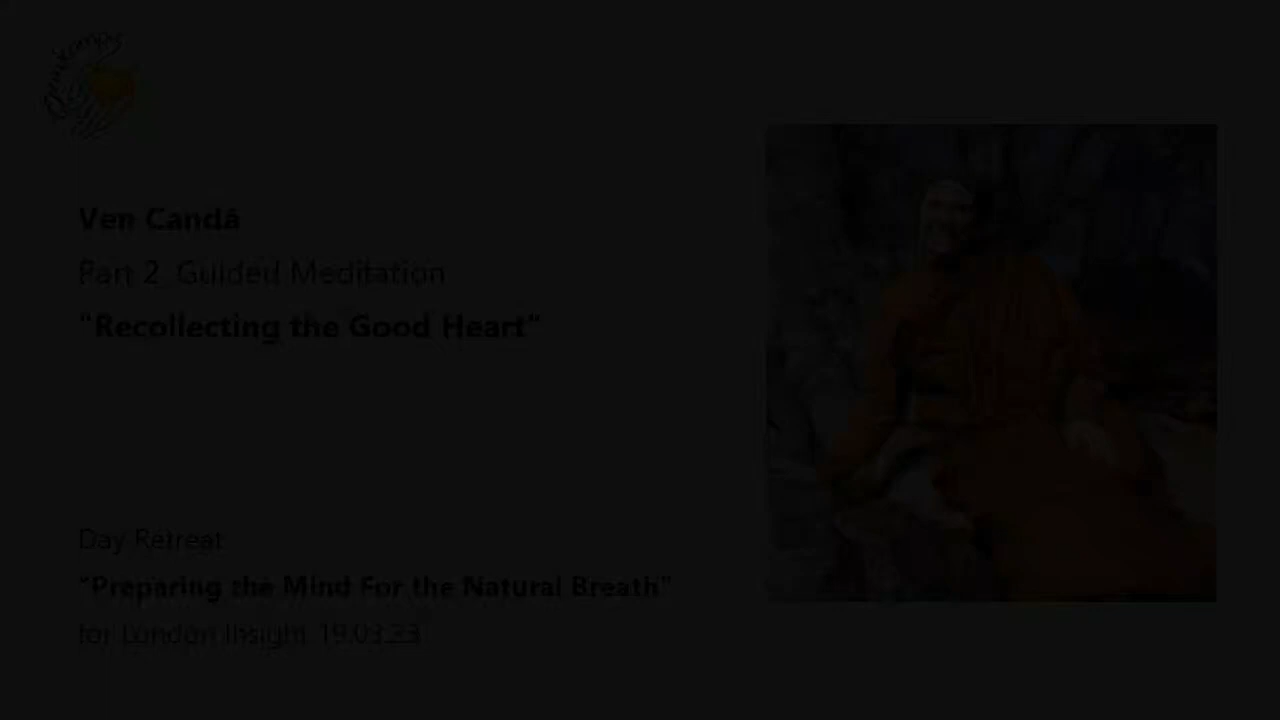 Ven Candā
Part 2 Guided Meditation
"Recollecting the Good Heart"
Day Retreat
"Preparing the Mind For the Natural Breath"
for London Insight 19.03.23